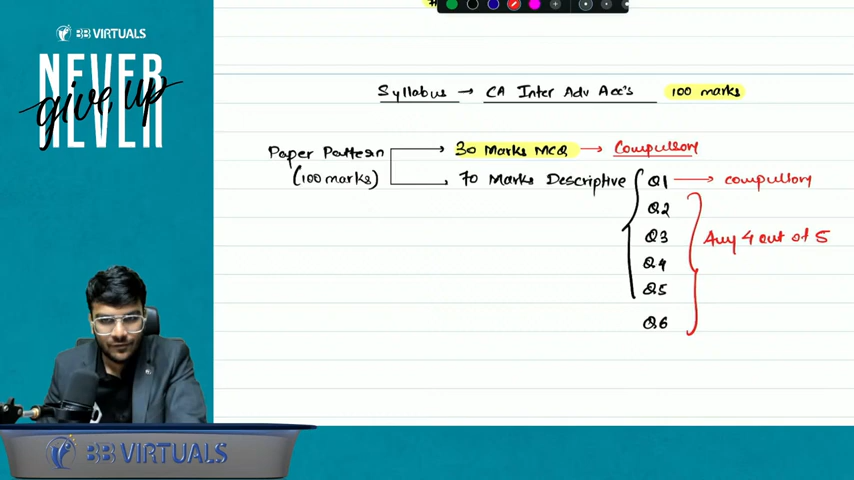 BB VIRTUALS
NEVER
give up
NEVER
Syllabus → CA Inter Adv Acc's 100 marks
Paper Pattern (100 marks)
30 Marks MCQ → Compulsory
70 Marks Descriptive
Q1 → compullory
Q2
Q3
Q4
Q5
Q6
Any 4 out of 5
BB VIRTUALS